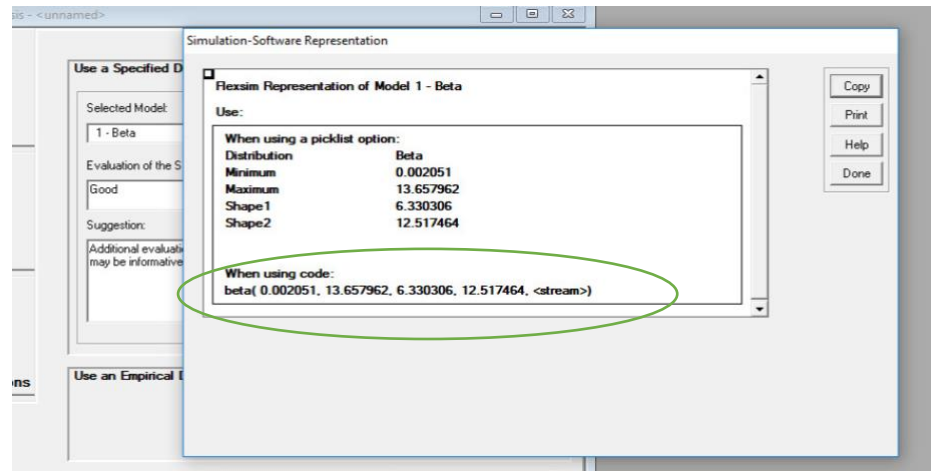 sis - <unnamed>
Simulation-Software Representation
Use a Specified D
Selected Model:
1 - Beta
Evaluation of the S
Good
Suggestion:
Additional evaluati
may be informative
Use an Empirical D
ons
Flexsim Representation of Model 1 - Beta
Use:
When using a picklist option:
Distribution Beta
Minimum 0.002051
Maximum 13.657962
Shape1 6.330306
Shape2 12.517464
When using code:
beta( 0.002051, 13.657962, 6.330306, 12.517464, <stream>)
Copy
Print
Help
Done